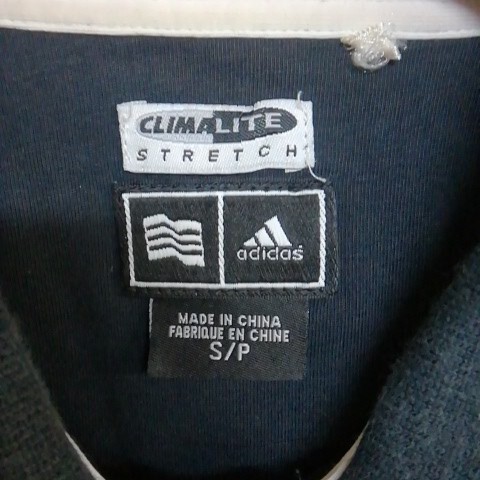 CLIMALITE
STRETCH
adidas
MADE IN CHINA
FABRIQUE EN CHINE
S/P